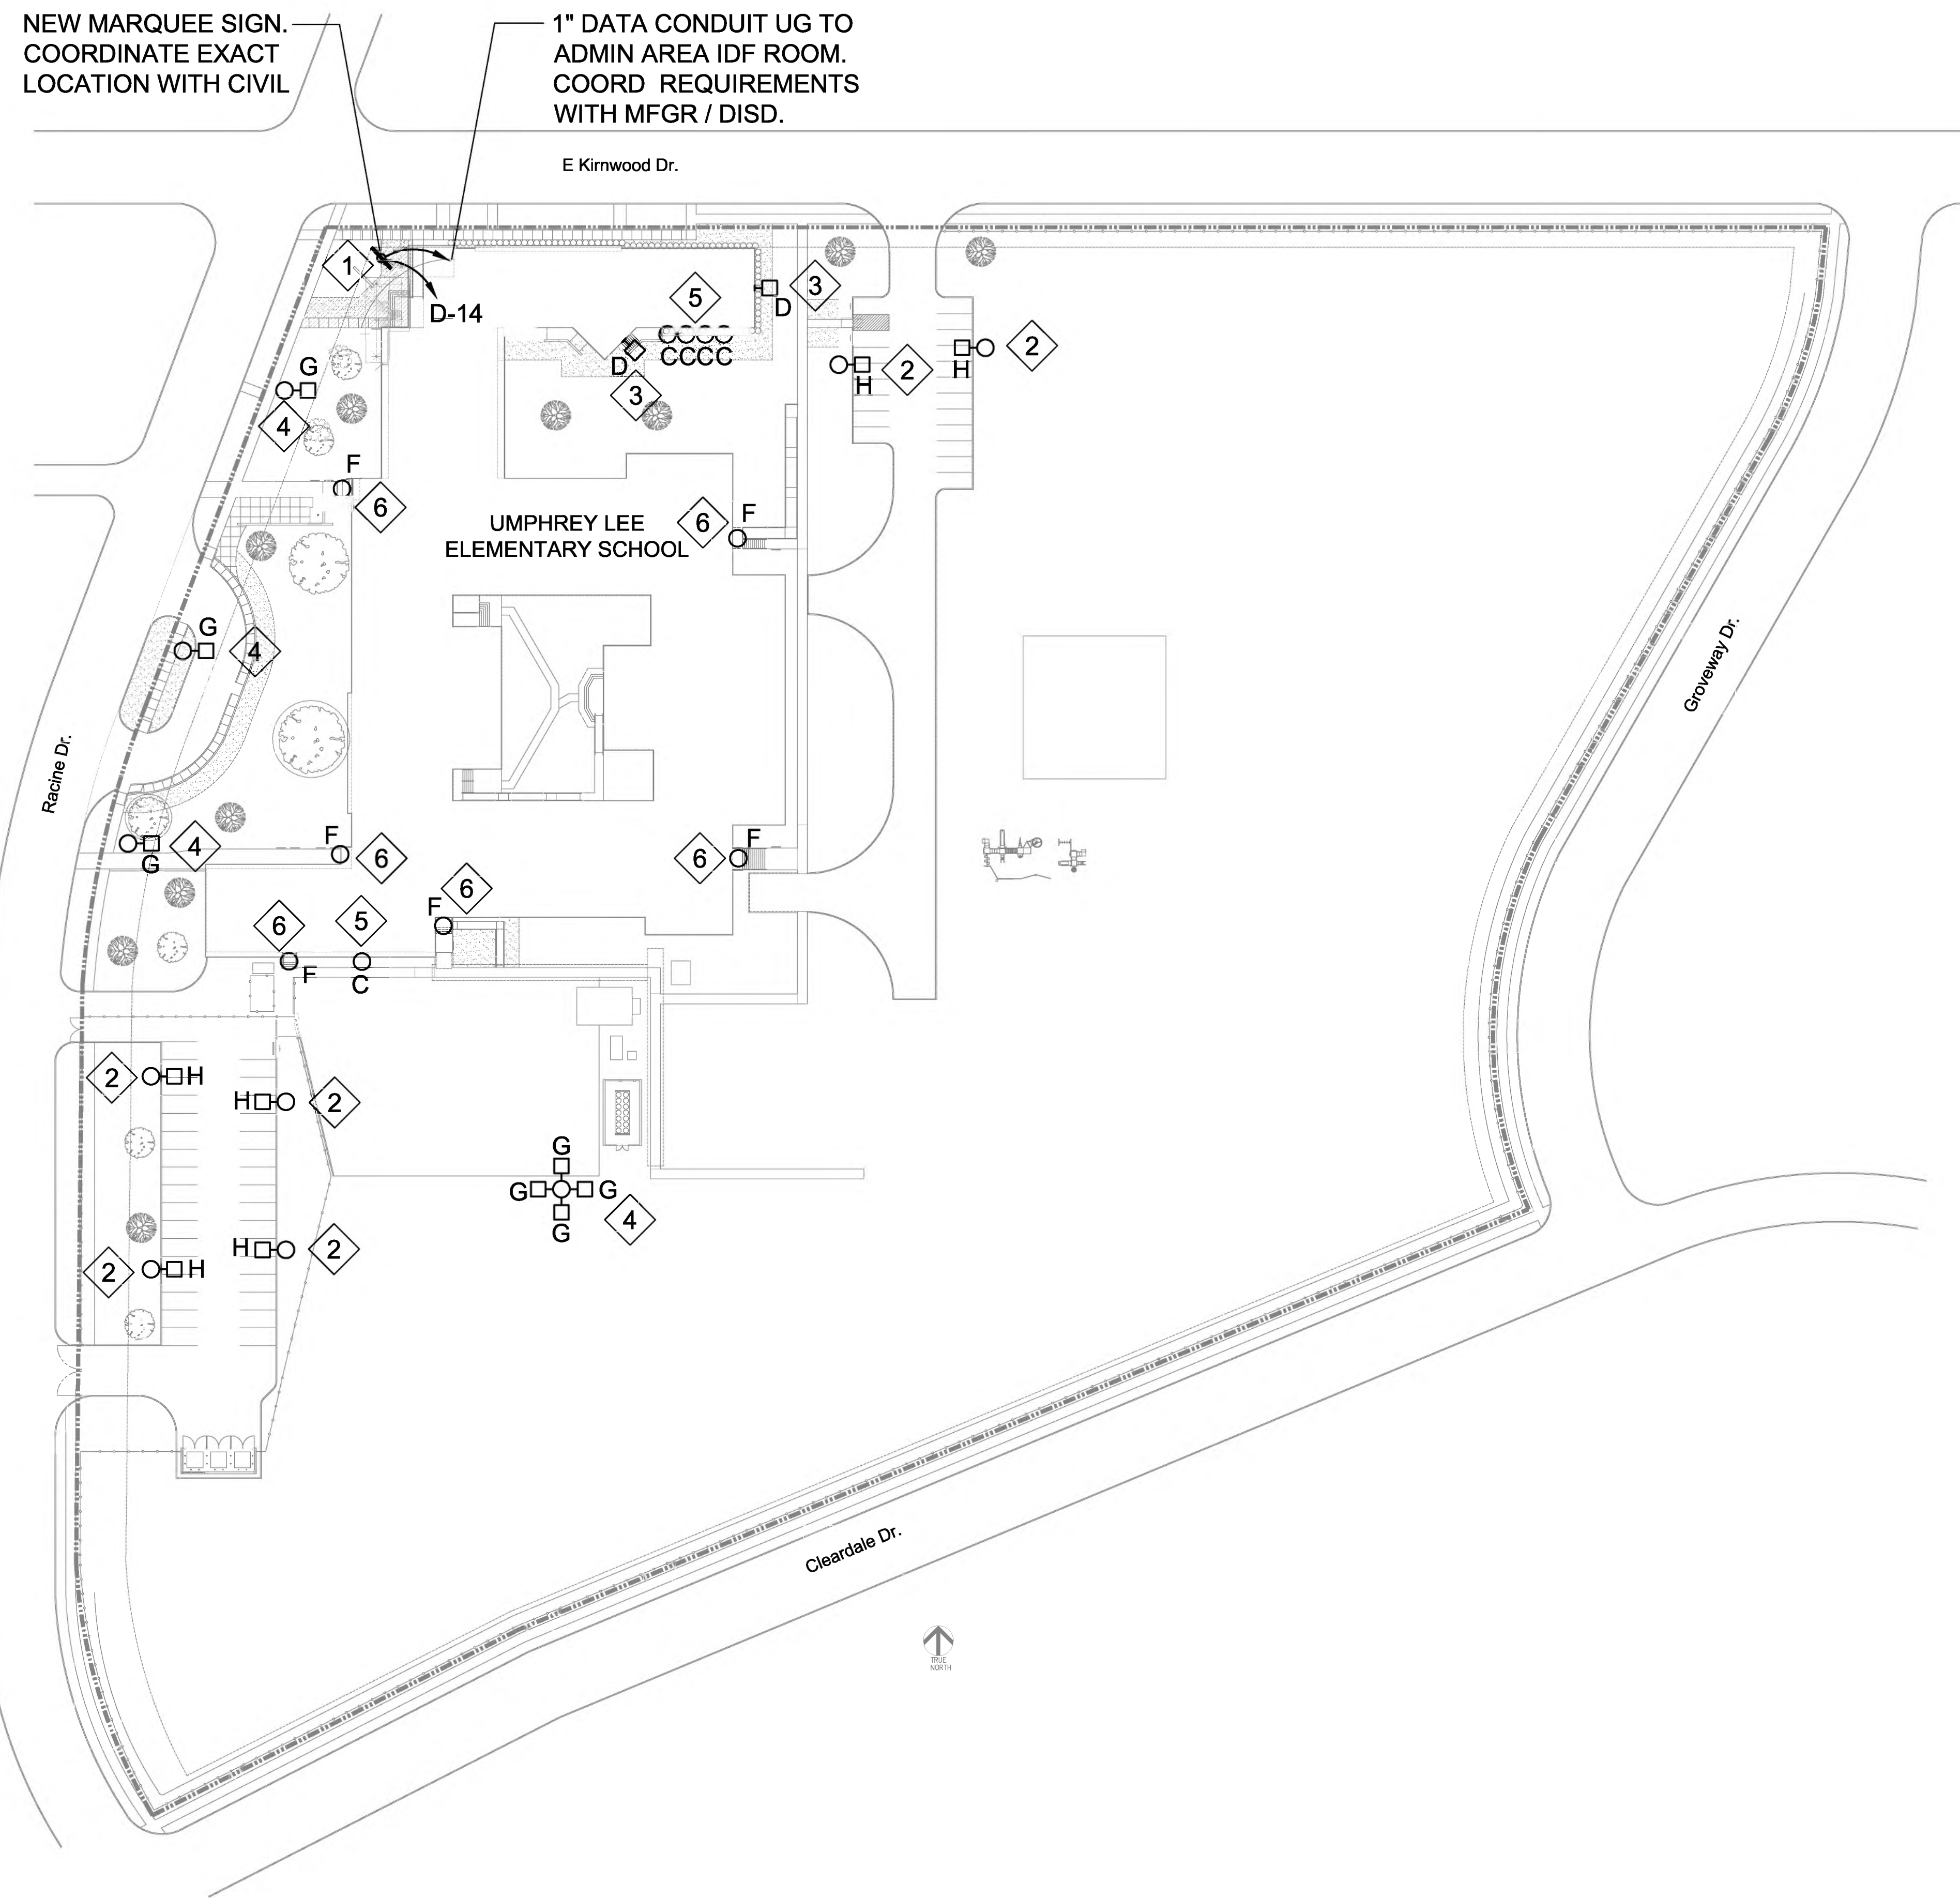 NEW MARQUEE SIGN.
COORDINATE EXACT
LOCATION WITH CIVIL
1" DATA CONDUIT UG TO
ADMIN AREA IDF ROOM.
COORD REQUIREMENTS
WITH MFGR / DISD.
E Kirnwood Dr.
1
D-14
5
3
D
CCCC
CCCC
D
3
H
2
H
2
G
4
F
6
UMPHREY LEE
ELEMENTARY SCHOOL
6
F
G
4
Groveway Dr.
Racine Dr.
G
4
F
6
6
F
6
F
6
F
5
C
2
H
H
2
G
G
G
G
4
H
2
2
H
Cleardale Dr.
TRUE
NORTH